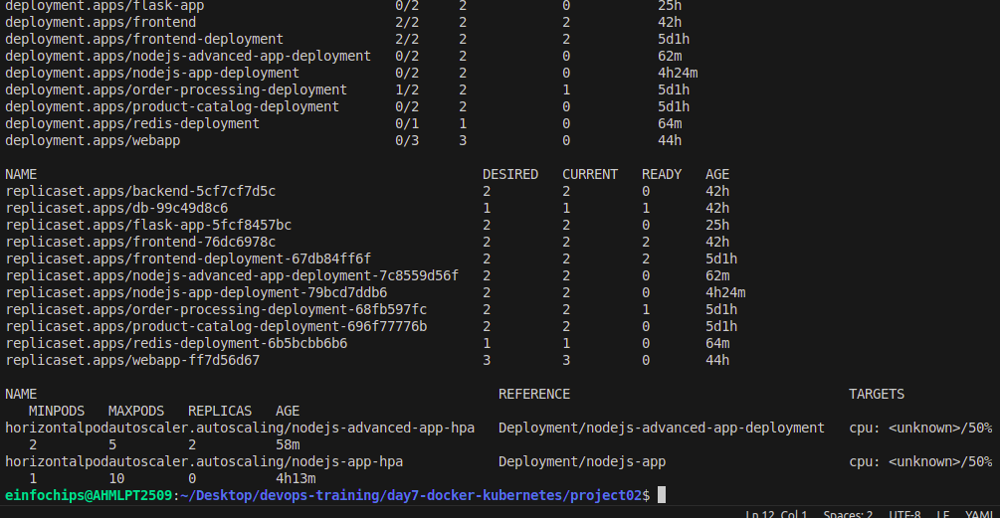 deployment.apps/flask-app 0/2 2 0 25h
deployment.apps/frontend 2/2 2 2 42h
deployment.apps/frontend-deployment 2/2 2 2 5d1h
deployment.apps/nodejs-advanced-app-deployment 0/2 2 0 62m
deployment.apps/nodejs-app-deployment 0/2 2 0 4h24m
deployment.apps/order-processing-deployment 1/2 2 1 5d1h
deployment.apps/product-catalog-deployment 0/2 2 0 5d1h
deployment.apps/redis-deployment 0/1 1 0 64m
deployment.apps/webapp 0/3 3 0 44h
NAME DESIRED CURRENT READY AGE
replicaset.apps/backend-5cf7cf7d5c 2 2 0 42h
replicaset.apps/db-99c49d8c6 1 1 1 42h
replicaset.apps/flask-app-5fcf8457bc 2 2 0 25h
replicaset.apps/frontend-76dc6978c 2 2 2 42h
replicaset.apps/frontend-deployment-67db84ff6f 2 2 2 5d1h
replicaset.apps/nodejs-advanced-app-deployment-7c8559d56f 2 2 0 62m
replicaset.apps/nodejs-app-deployment-79bcd7ddb6 2 2 0 4h24m
replicaset.apps/order-processing-deployment-68fb597fc 2 2 1 5d1h
replicaset.apps/product-catalog-deployment-696f77776b 2 2 0 5d1h
replicaset.apps/redis-deployment-6b5bcbb6b6 1 1 0 64m
replicaset.apps/webapp-ff7d56d67 3 3 0 44h
NAME REFERENCE TARGETS
MINPODS MAXPODS REPLICAS AGE
horizontalpodautoscaler.autoscaling/nodejs-advanced-app-hpa Deployment/nodejs-advanced-app-deployment cpu: <unknown>/50%
2 5 2 58m
horizontalpodautoscaler.autoscaling/nodejs-app-hpa Deployment/nodejs-app cpu: <unknown>/50%
1 10 0 4h13m
einfochips@AHMLPT2509:~/Desktop/devops-training/day7-docker-kubernetes/project02$
Ln 12, Col 1 Spaces: 2 UTF-8 LF YAML